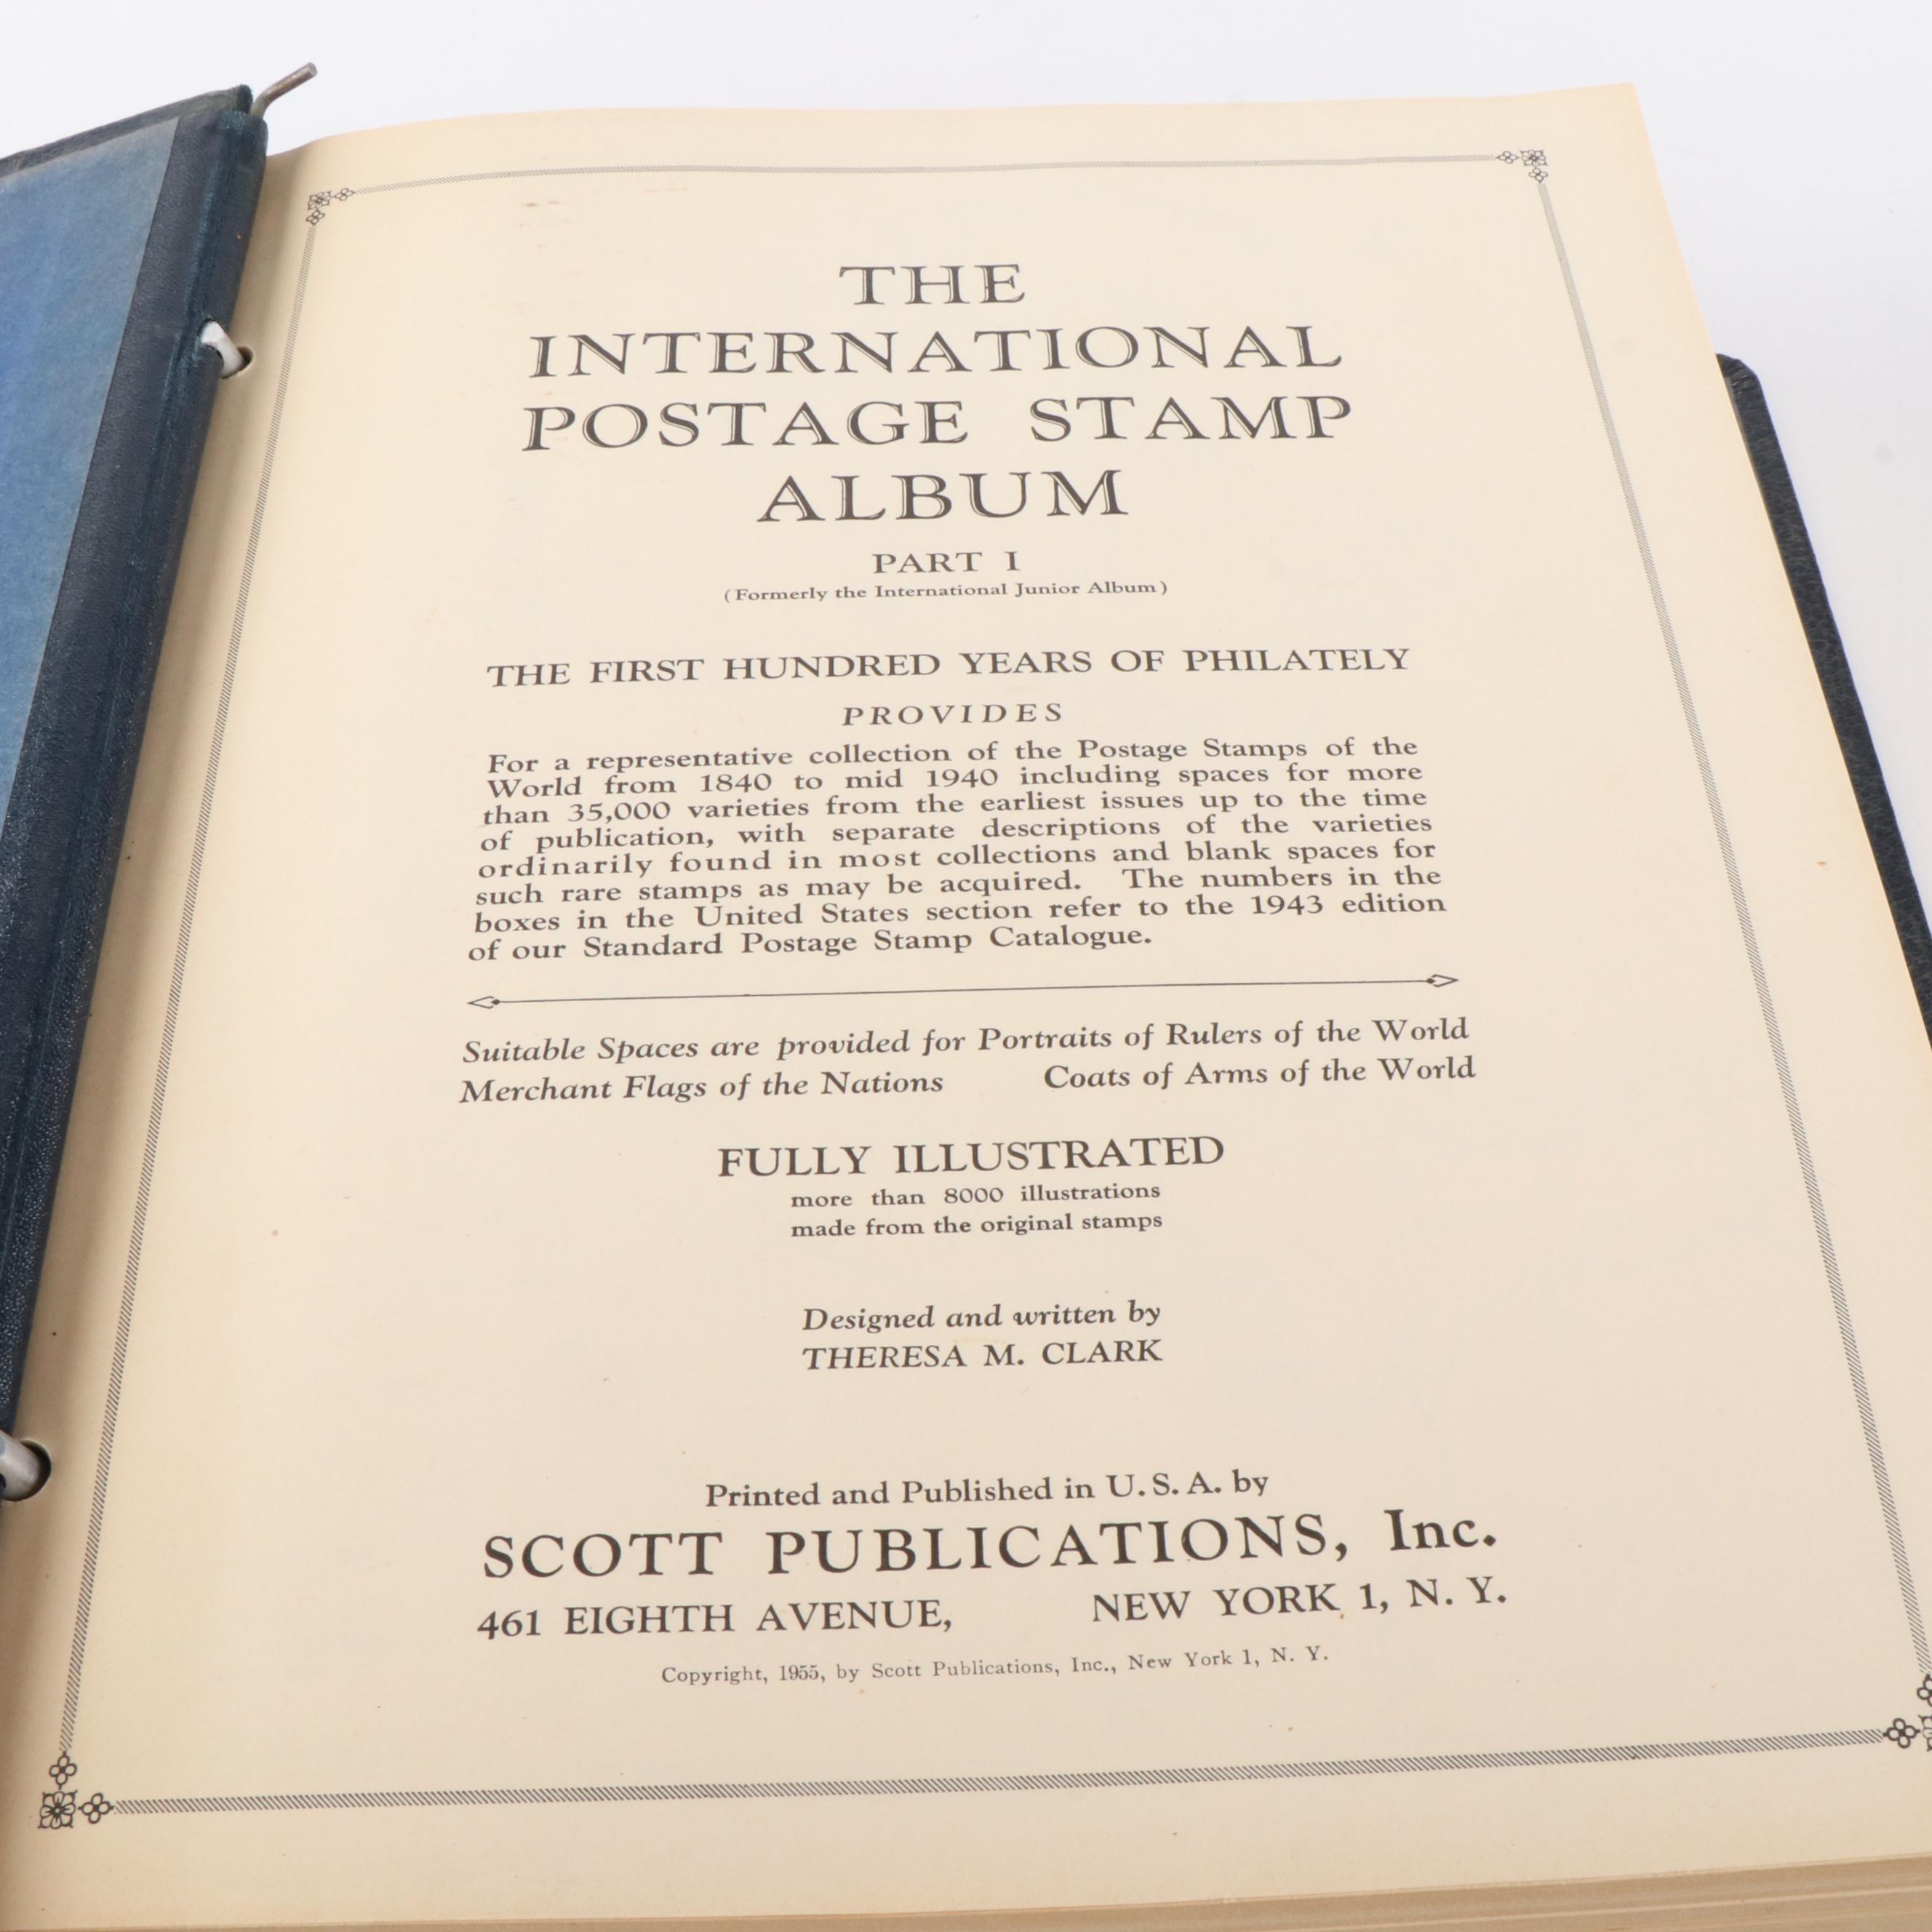 THE
INTERNATIONAL
POSTAGE STAMP
ALBUM
PART I
(Formerly the International Junior Album)
THE FIRST HUNDRED YEARS OF PHILATELY
PROVIDES
For a representative collection of the Postage Stamps of the
World from 1840 to mid 1940 including spaces for more
than 35,000 varieties from the earliest issues up to the time
of publication, with separate descriptions of the varieties
ordinarily found in most collections and blank spaces for
such rare stamps as may be acquired. The numbers in the
boxes in the United States section refer to the 1943 edition
of our Standard Postage Stamp Catalogue.
Suitable Spaces are provided for Portraits of Rulers of the World
Merchant Flags of the Nations Coats of Arms of the World
FULLY ILLUSTRATED
more than 8000 illustrations
made from the original stamps
Designed and written by
THERESA M. CLARK
Printed and Published in U. S. A. by
SCOTT PUBLICATIONS, Inc.
461 EIGHTH AVENUE, NEW YORK 1, N. Y.
Copyright, 1955, by Scott Publications, Inc., New York 1, N. Y.